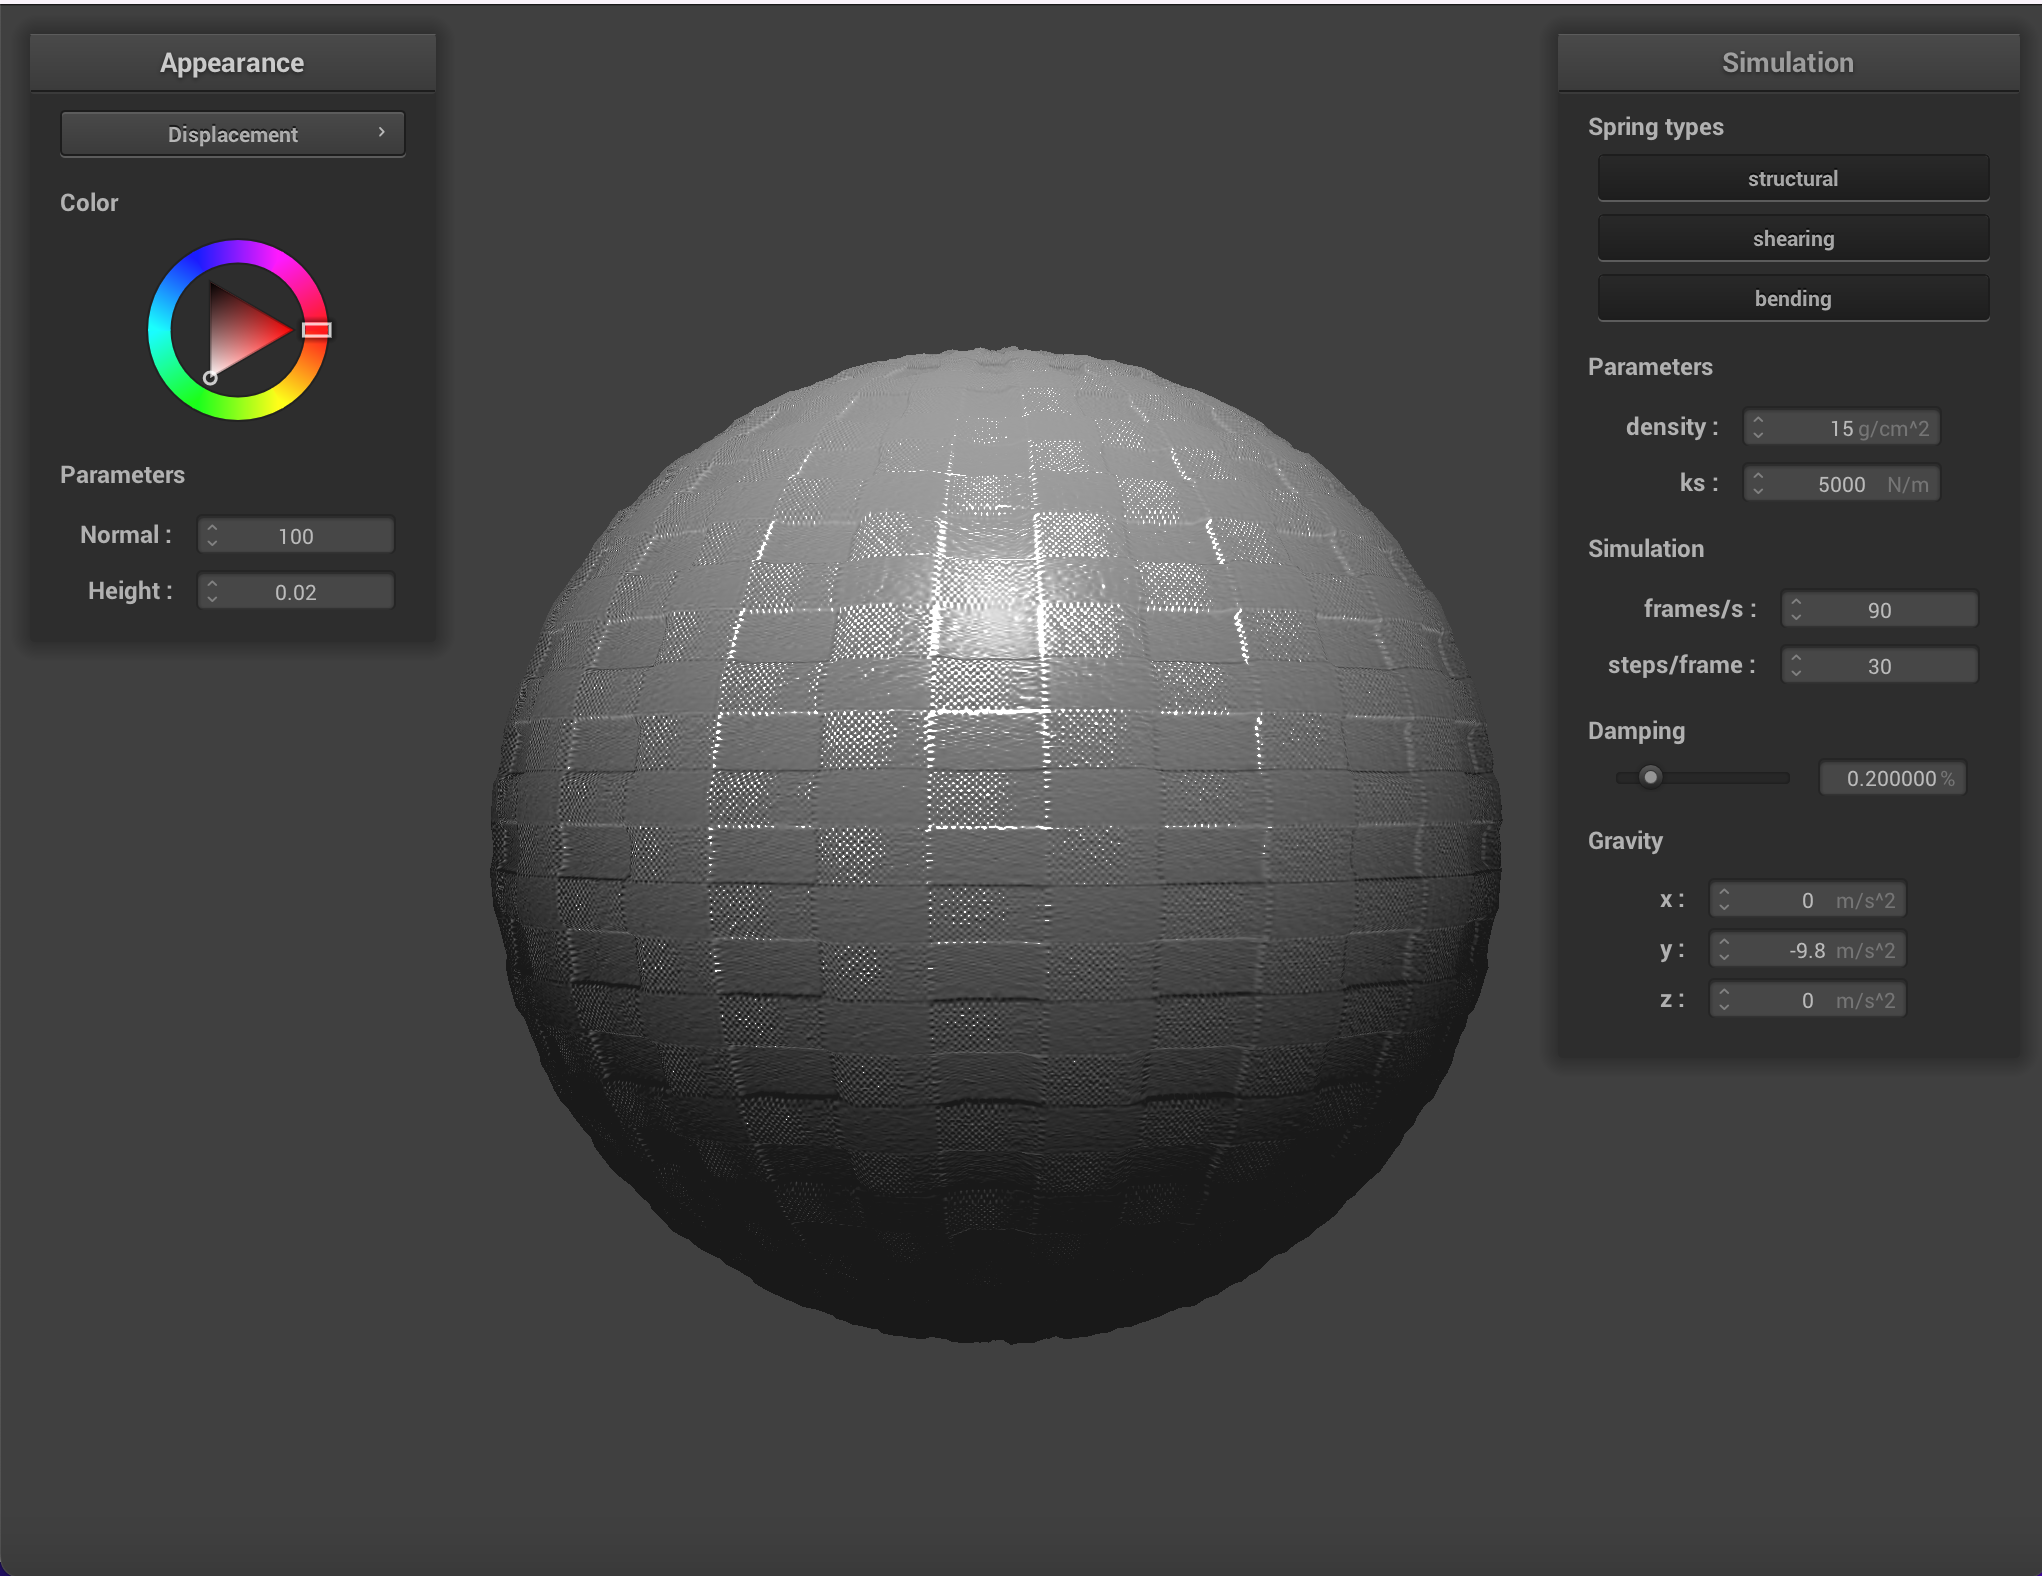 Appearance
Displacement
Color
Parameters
Normal : 100
Height : 0.02
Simulation
Spring types
structural
shearing
bending
Parameters
density : 15 g/cm^2
ks : 5000 N/m
Simulation
frames/s : 90
steps/frame : 30
Damping
0.200000 %
Gravity
x : 0 m/s^2
y : -9.8 m/s^2
z : 0 m/s^2